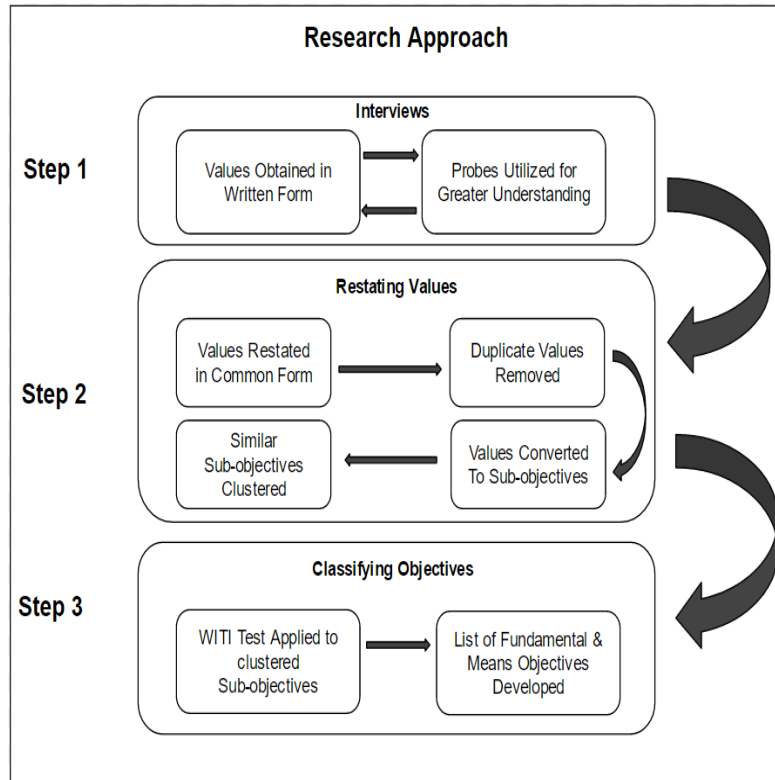 Research Approach
Interviews
Step 1
Values Obtained in
Written Form
Probes Utilized for
Greater Understanding
Restating Values
Step 2
Values Restated
in Common Form
Duplicate Values
Removed
Similar
Sub-objectives
Clustered
Values Converted
To Sub-objectives
Classifying Objectives
Step 3
WITI Test Applied to
clustered
Sub-objectives
List of Fundamental &
Means Objectives
Developed